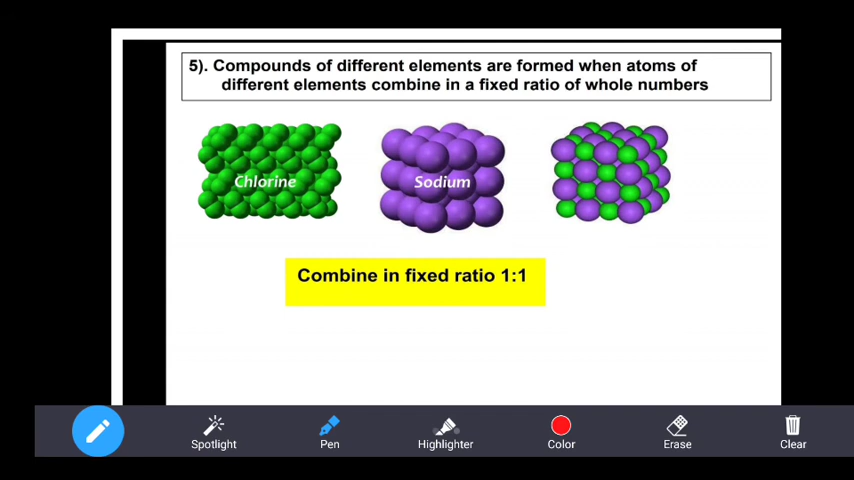 5). Compounds of different elements are formed when atoms of
different elements combine in a fixed ratio of whole numbers
Chlorine
Sodium
Combine in fixed ratio 1:1
Spotlight
Pen
Highlighter
Color
Erase
Clear